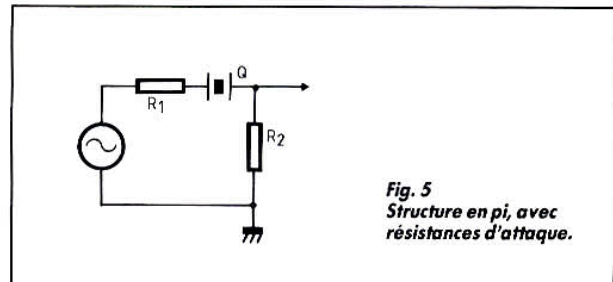 Q
R1
R2
Fig. 5
Structure en pi, avec
résistances d'attaque.